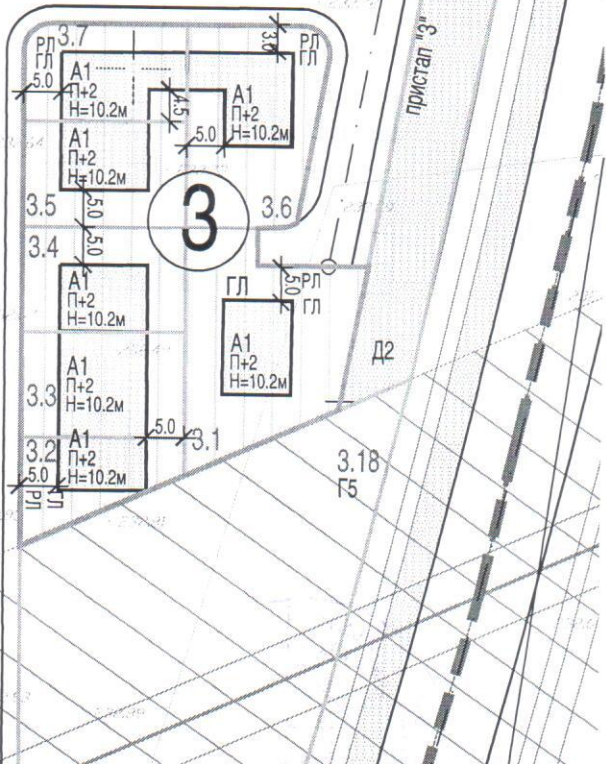 РЛ 3.7
ГЛ
3.0
РЛ
ГЛ
5.0
А1
П+2
Н=10.2м
4.5
А1
П+2
Н=10.2м
А1
П+2
Н=10.2м
5.0
пристап "3"
3.5
5.0
3
3.6
3.4
5.0
А1
П+2
Н=10.2м
5.0
РЛ
ГЛ
ГЛ
А1
П+2
Н=10.2м
А1
П+2
Н=10.2м
Д2
3.3
3.2
А1
П+2
Н=10.2м
5.0
3.1
5.0
РЛ
ГЛ
3.18
Г5